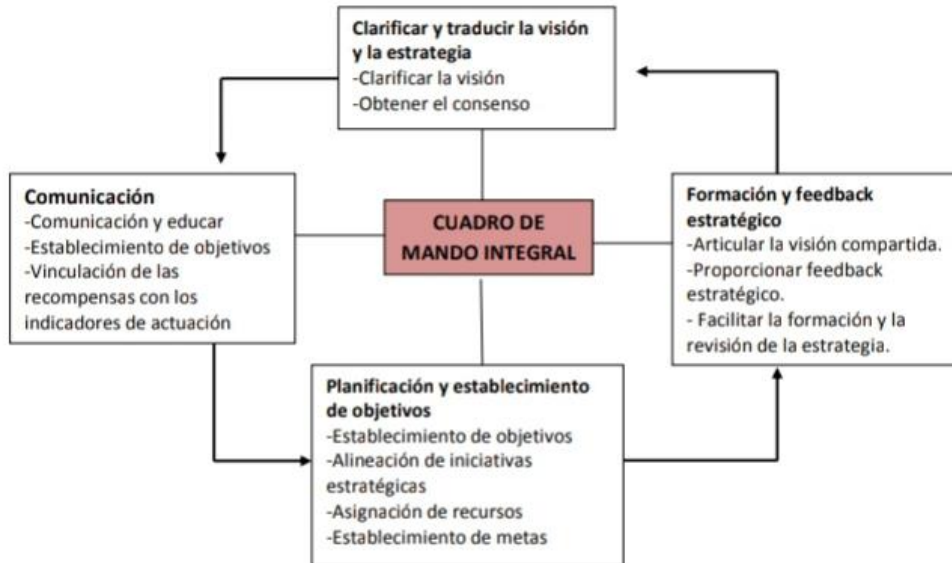 Clarificar y traducir la visión
y la estrategia
-Clarificar la visión
-Obtener el consenso
Comunicación
-Comunicación y educar
-Establecimiento de objetivos
-Vinculación de las
recompensas con los
indicadores de actuación
CUADRO DE
MANDO INTEGRAL
Formación y feedback
estratégico
-Articular la visión compartida.
-Proporcionar feedback
estratégico.
- Facilitar la formación y la
revisión de la estrategia.
Planificación y establecimiento
de objetivos
-Establecimiento de objetivos
-Alineación de iniciativas
estratégicas
-Asignación de recursos
-Establecimiento de metas